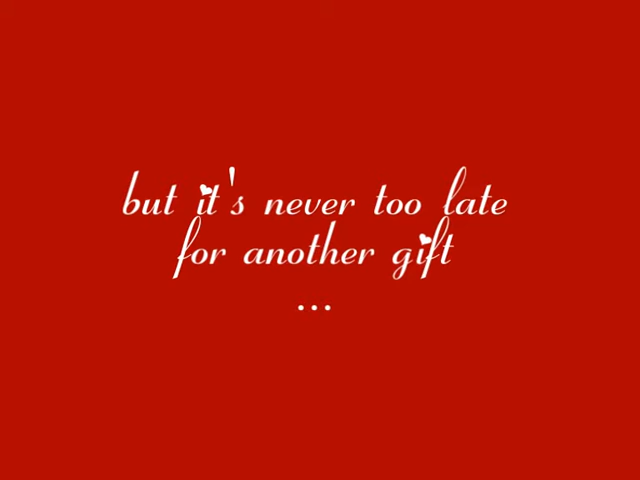 but it's never too late
for another gift
...